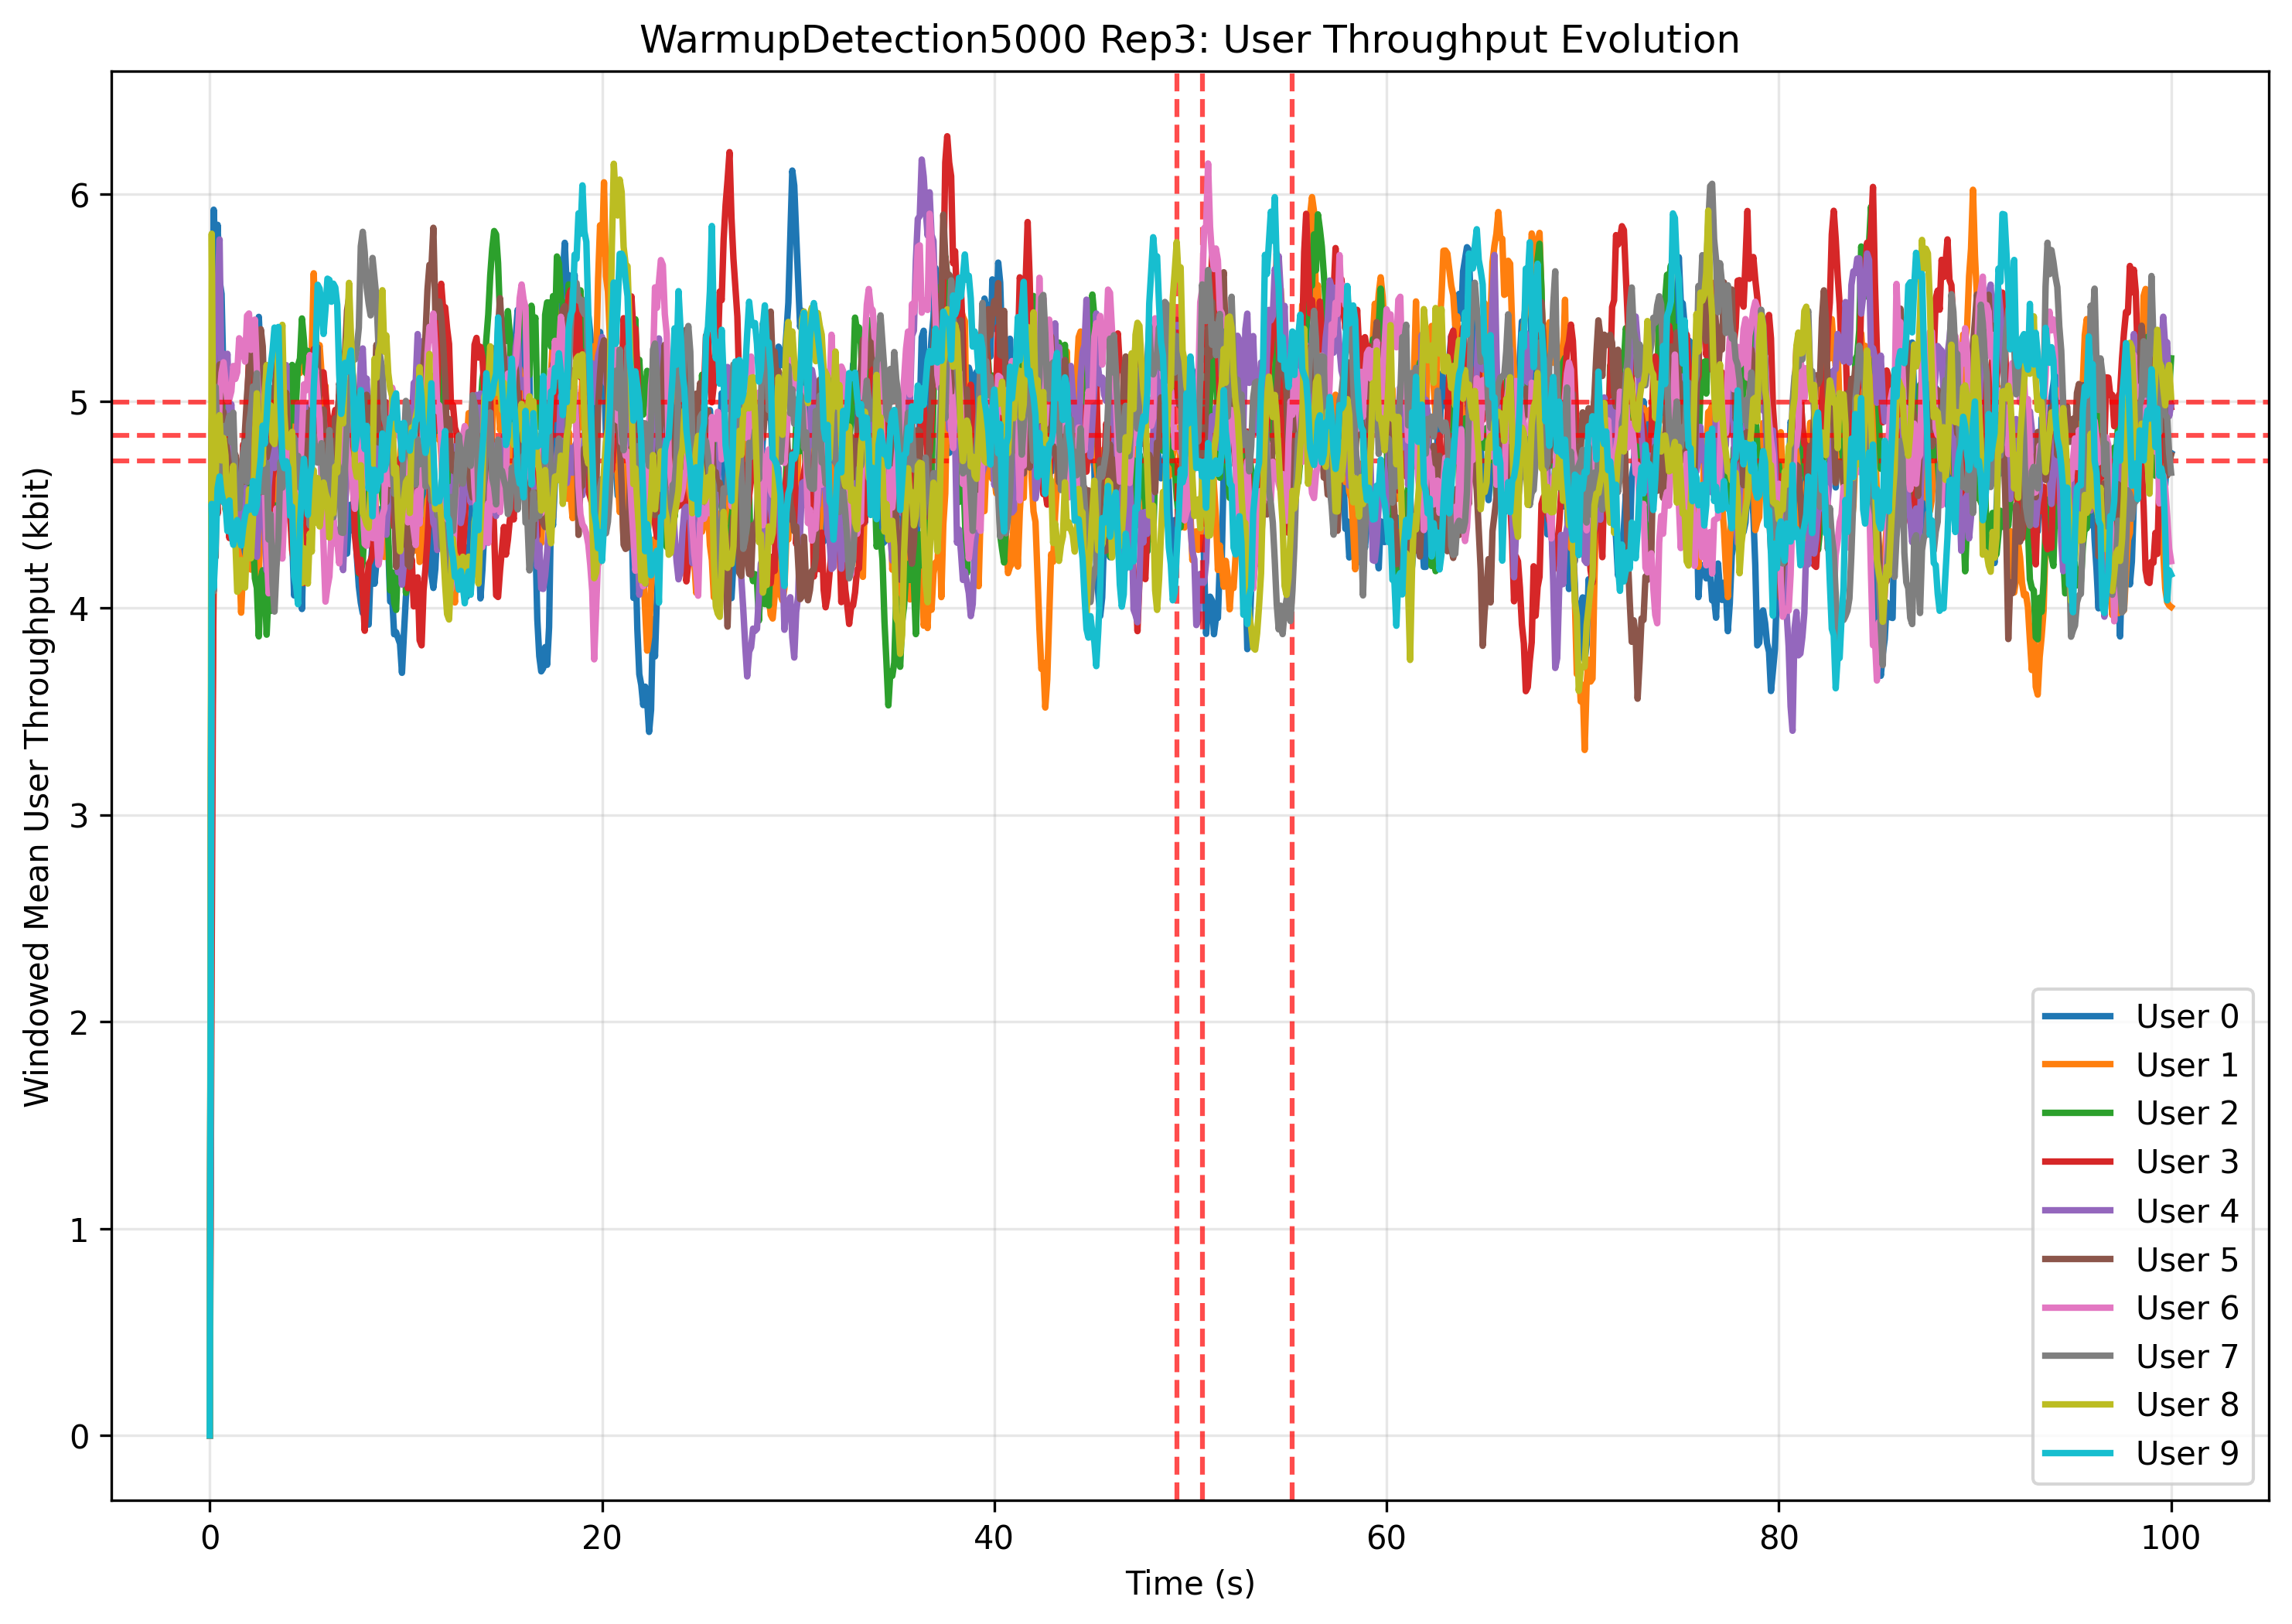 WarmupDetection5000 Rep3: User Throughput Evolution
Windowed Mean User Throughput (kbit)
6
5
4
3
2
1
0
0 20 40 60 80 100
Time (s)
User 0
User 1
User 2
User 3
User 4
User 5
User 6
User 7
User 8
User 9